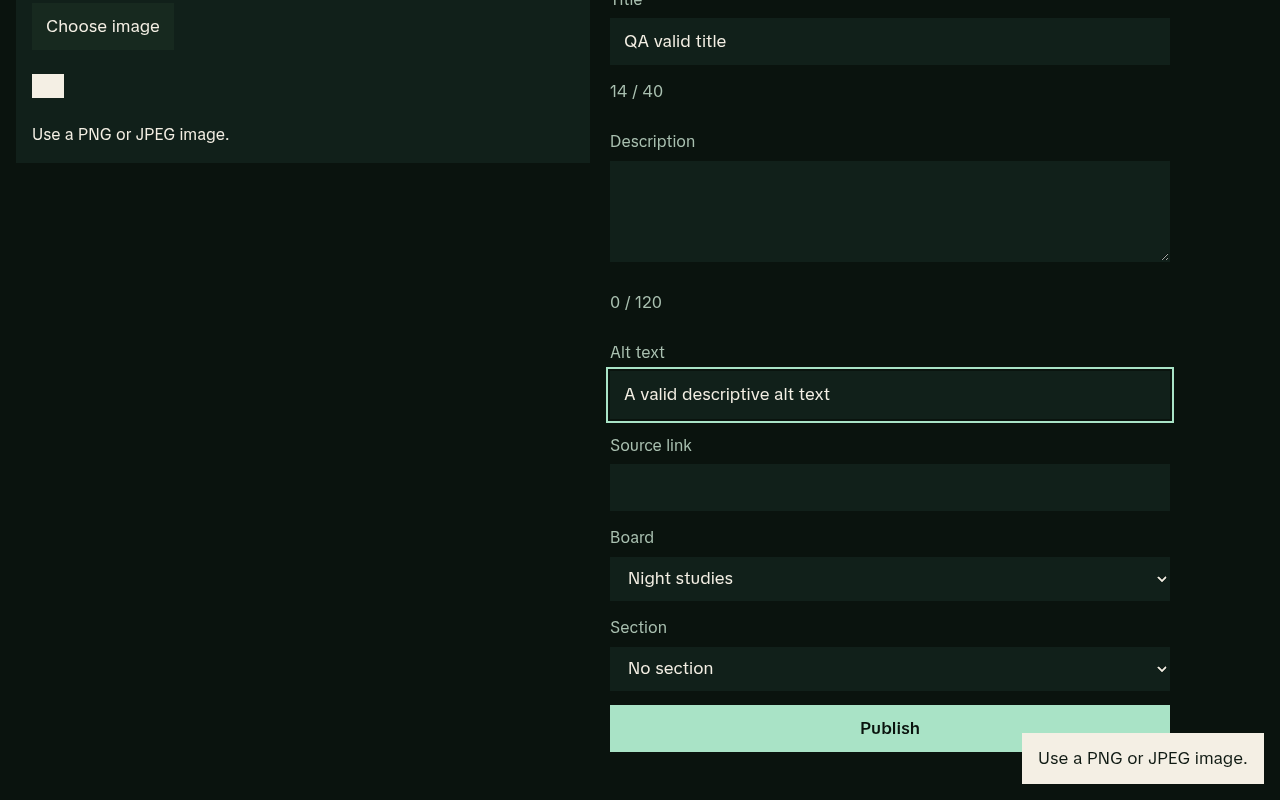 Choose image
Use a PNG or JPEG image.
QA valid title
14 / 40
Description
0 / 120
Alt text
A valid descriptive alt text
Source link
Board
Night studies
Section
No section
Publish
Use a PNG or JPEG image.